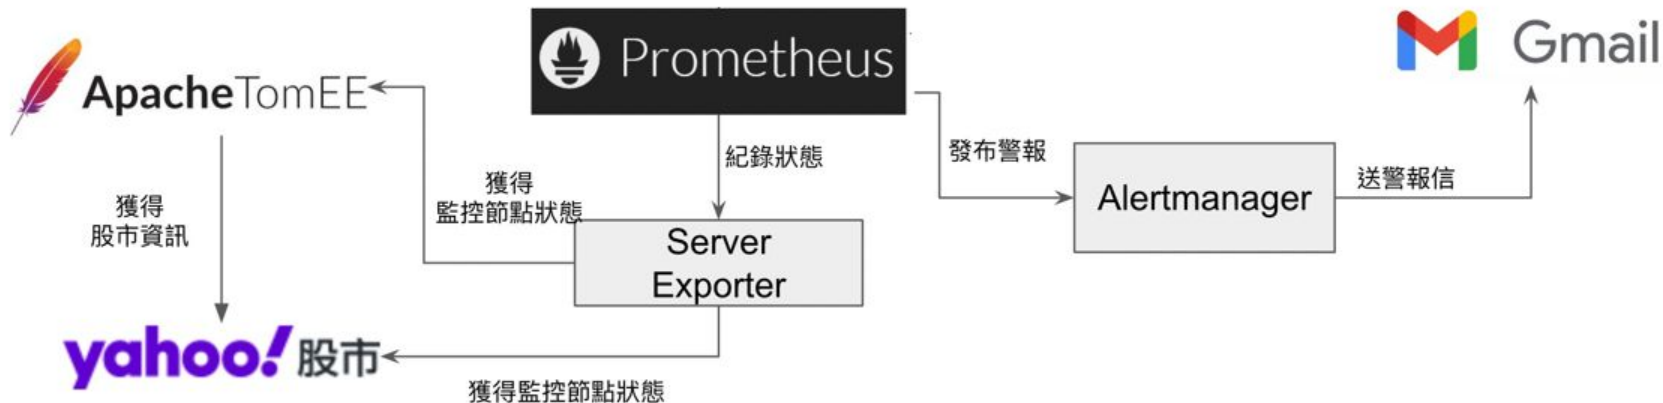 Prometheus
Gmail
ApacheTomEE
紀錄狀態
發布警報
獲得
監控節點狀態
Alertmanager
送警報信
獲得
股市資訊
Server
Exporter
yahoo!股市
獲得監控節點狀態